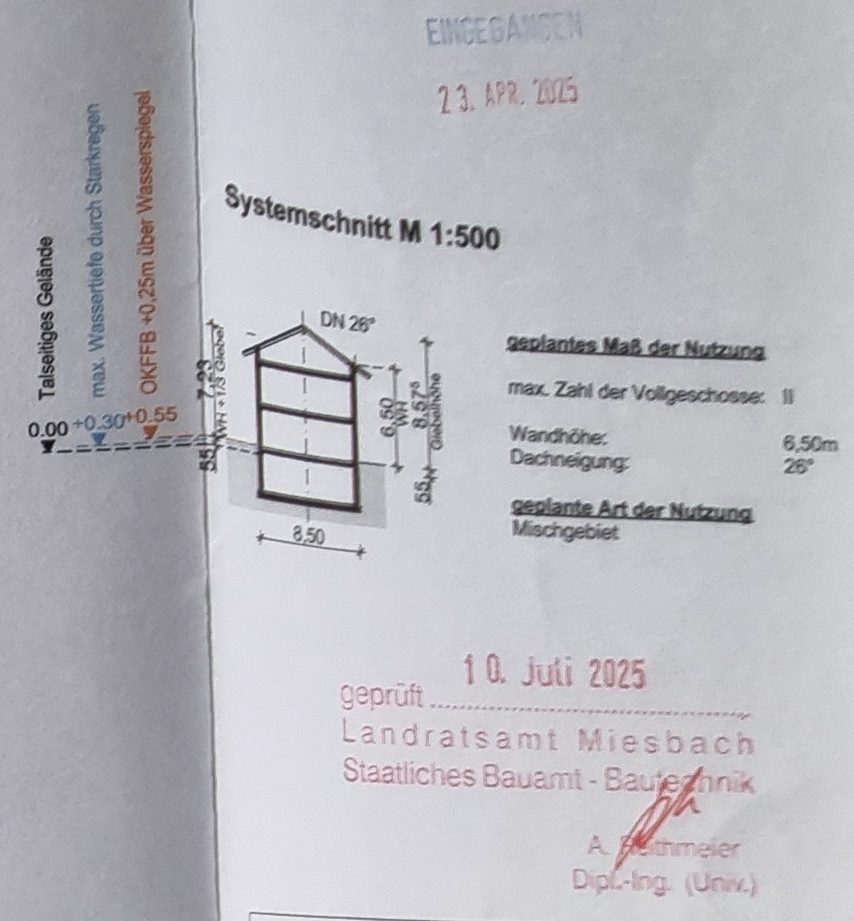 EINGEGANGEN
23. APR. 2025
Talseitiges Gelände
max. Wassertiefe durch Starkregen
OKFFB +0,25m über Wasserspiegel
0.00 +0.30 +0.55
Systemschnitt M 1:500
DN 26°
7,23
WH +1/3 Giebel
55
6,50
WH
8,57⁵
Giebelhöhe
55
8,50
geplantes Maß der Nutzung
max. Zahl der Vollgeschosse: II
Wandhöhe: 6,50m
Dachneigung: 26°
geplante Art der Nutzung
Mischgebiet
10. Juli 2025
geprüft
Landratsamt Miesbach
Staatliches Bauamt - Bautechnik
A.
Dipl.-Ing. (Univ.)